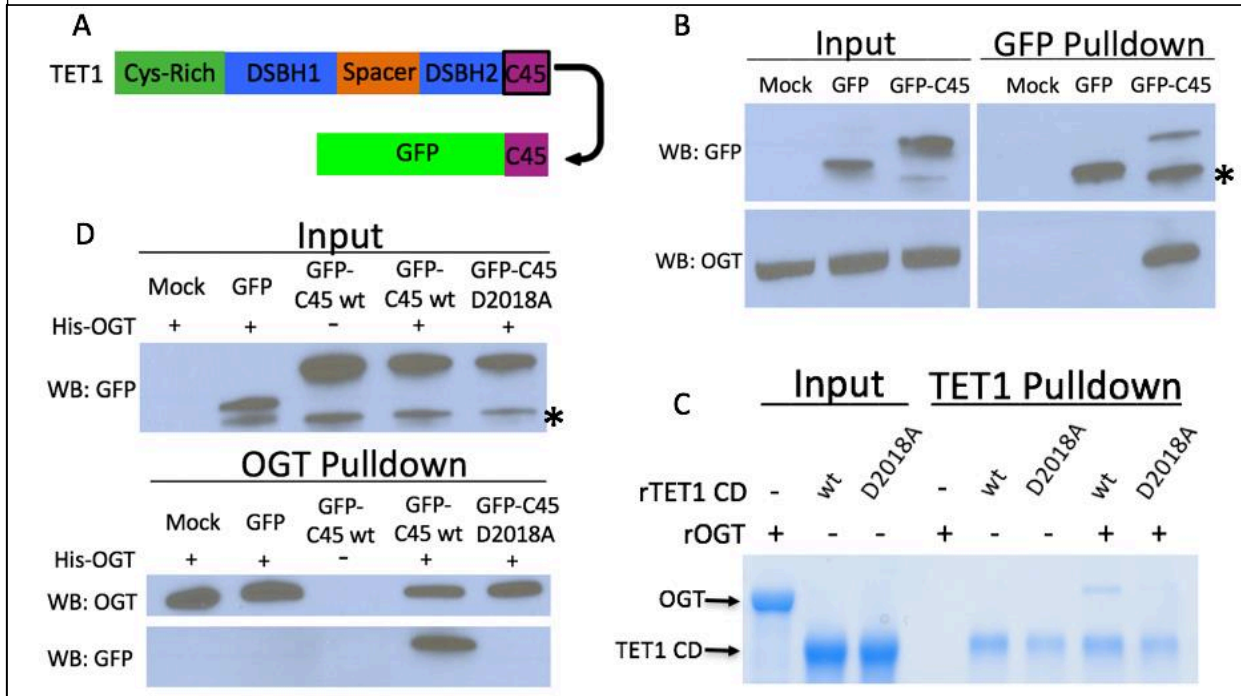 A
TET1 Cys-Rich DSBH1 Spacer DSBH2 C45
GFP C45
B
Input GFP Pulldown
Mock GFP GFP-C45 Mock GFP GFP-C45
WB: GFP
*
WB: OGT
D
Input
Mock GFP GFP-C45 wt GFP-C45 wt GFP-C45 D2018A
His-OGT + + - + +
WB: GFP
*
OGT Pulldown
Mock GFP GFP-C45 wt GFP-C45 wt GFP-C45 D2018A
His-OGT + + - + +
WB: OGT
WB: GFP
C
Input TET1 Pulldown
rTET1 CD - wt D2018A - wt D2018A wt D2018A
rOGT + - - + - - + +
OGT
TET1 CD